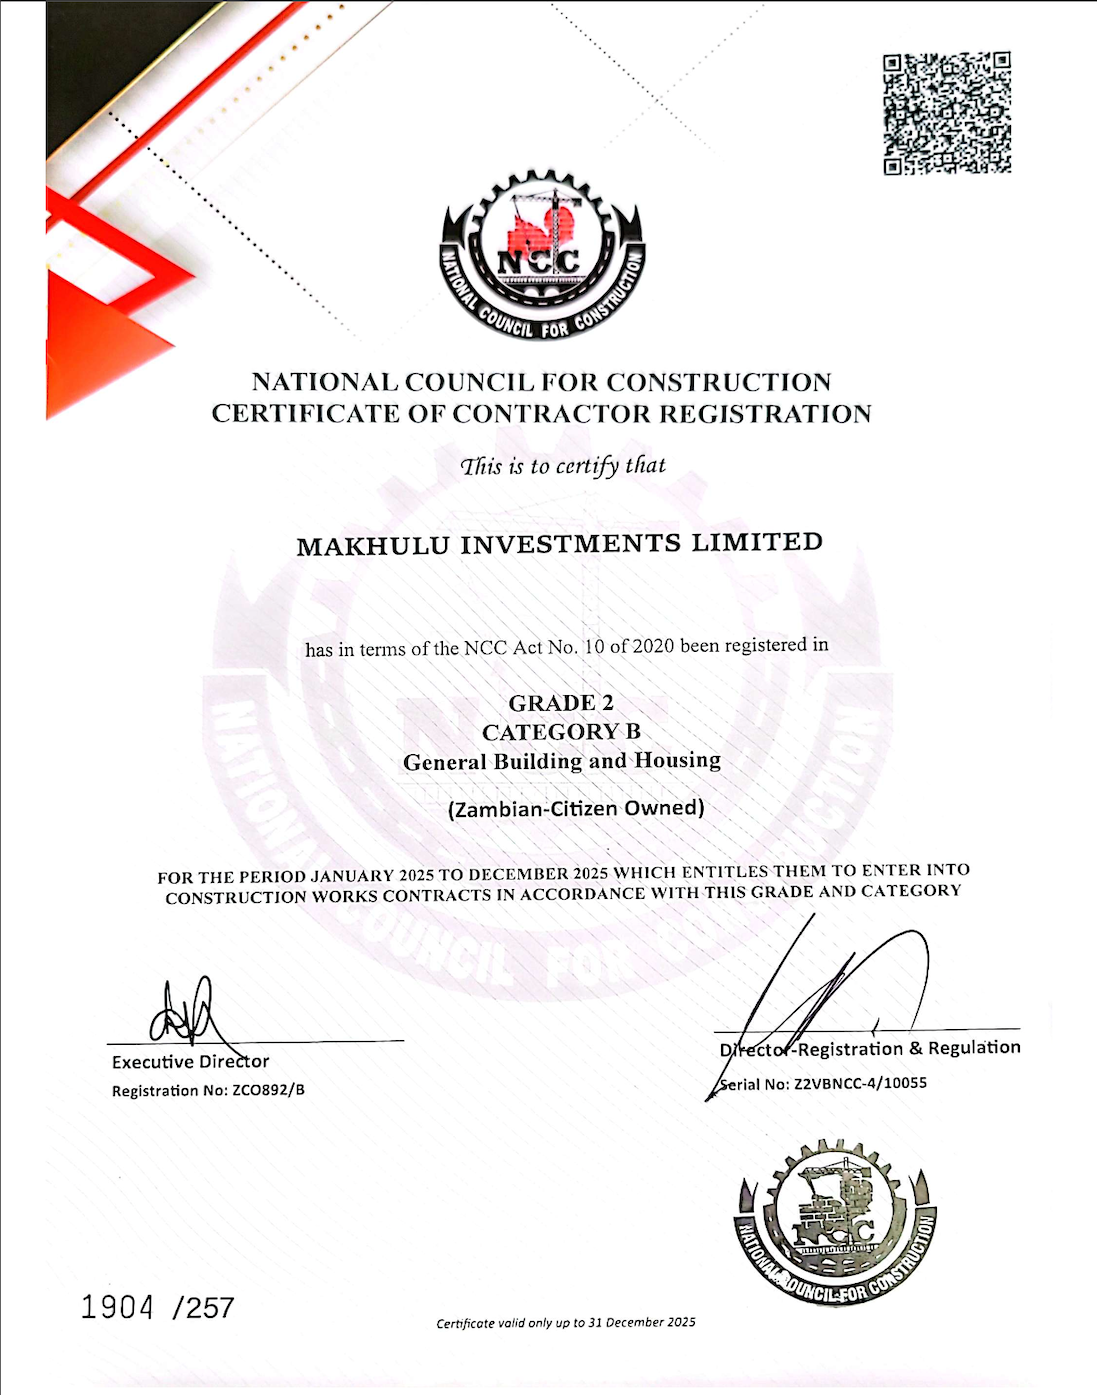 NCC
NATIONAL COUNCIL FOR CONSTRUCTION
NATIONAL COUNCIL FOR CONSTRUCTION
CERTIFICATE OF CONTRACTOR REGISTRATION
This is to certify that
MAKHULU INVESTMENTS LIMITED
has in terms of the NCC Act No. 10 of 2020 been registered in
GRADE 2
CATEGORY B
General Building and Housing
(Zambian-Citizen Owned)
FOR THE PERIOD JANUARY 2025 TO DECEMBER 2025 WHICH ENTITLES THEM TO ENTER INTO
CONSTRUCTION WORKS CONTRACTS IN ACCORDANCE WITH THIS GRADE AND CATEGORY
Executive Director
Registration No: ZCO892/B
Director-Registration & Regulation
Serial No: Z2VBNCC-4/10055
NCC
NATIONAL COUNCIL FOR CONSTRUCTION
1904 /257
Certificate valid only up to 31 December 2025